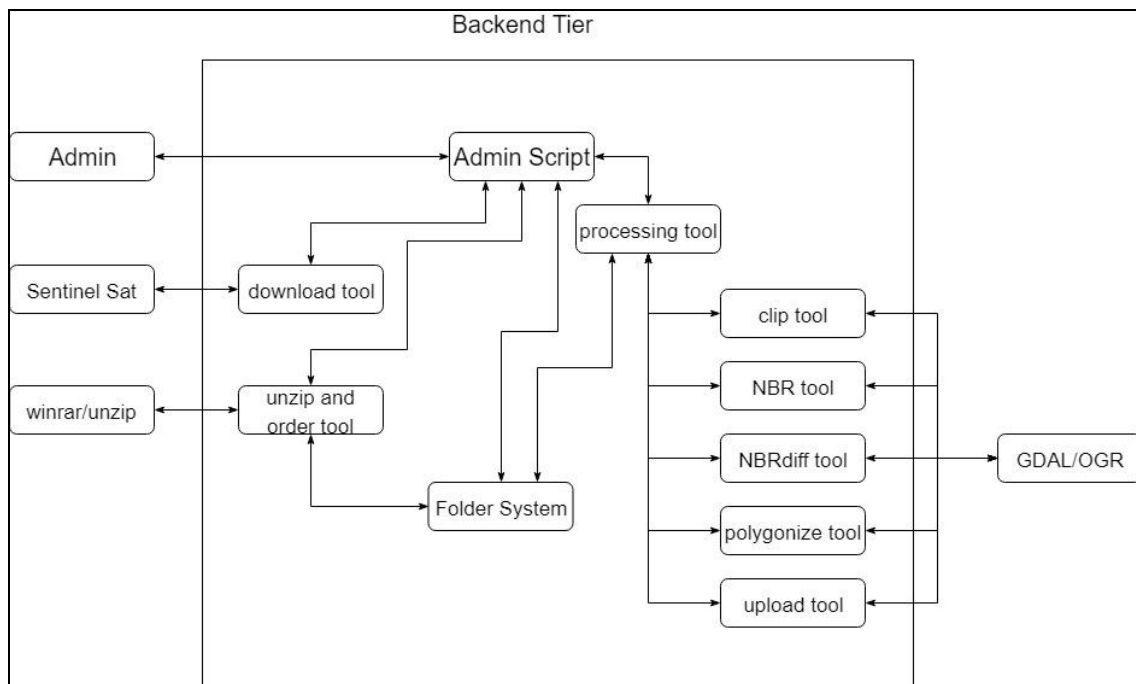 Backend Tier
Admin
Admin Script
processing tool
Sentinel Sat
download tool
clip tool
winrar/unzip
unzip and
order tool
NBR tool
NBRdiff tool
GDAL/OGR
Folder System
polygonize tool
upload tool